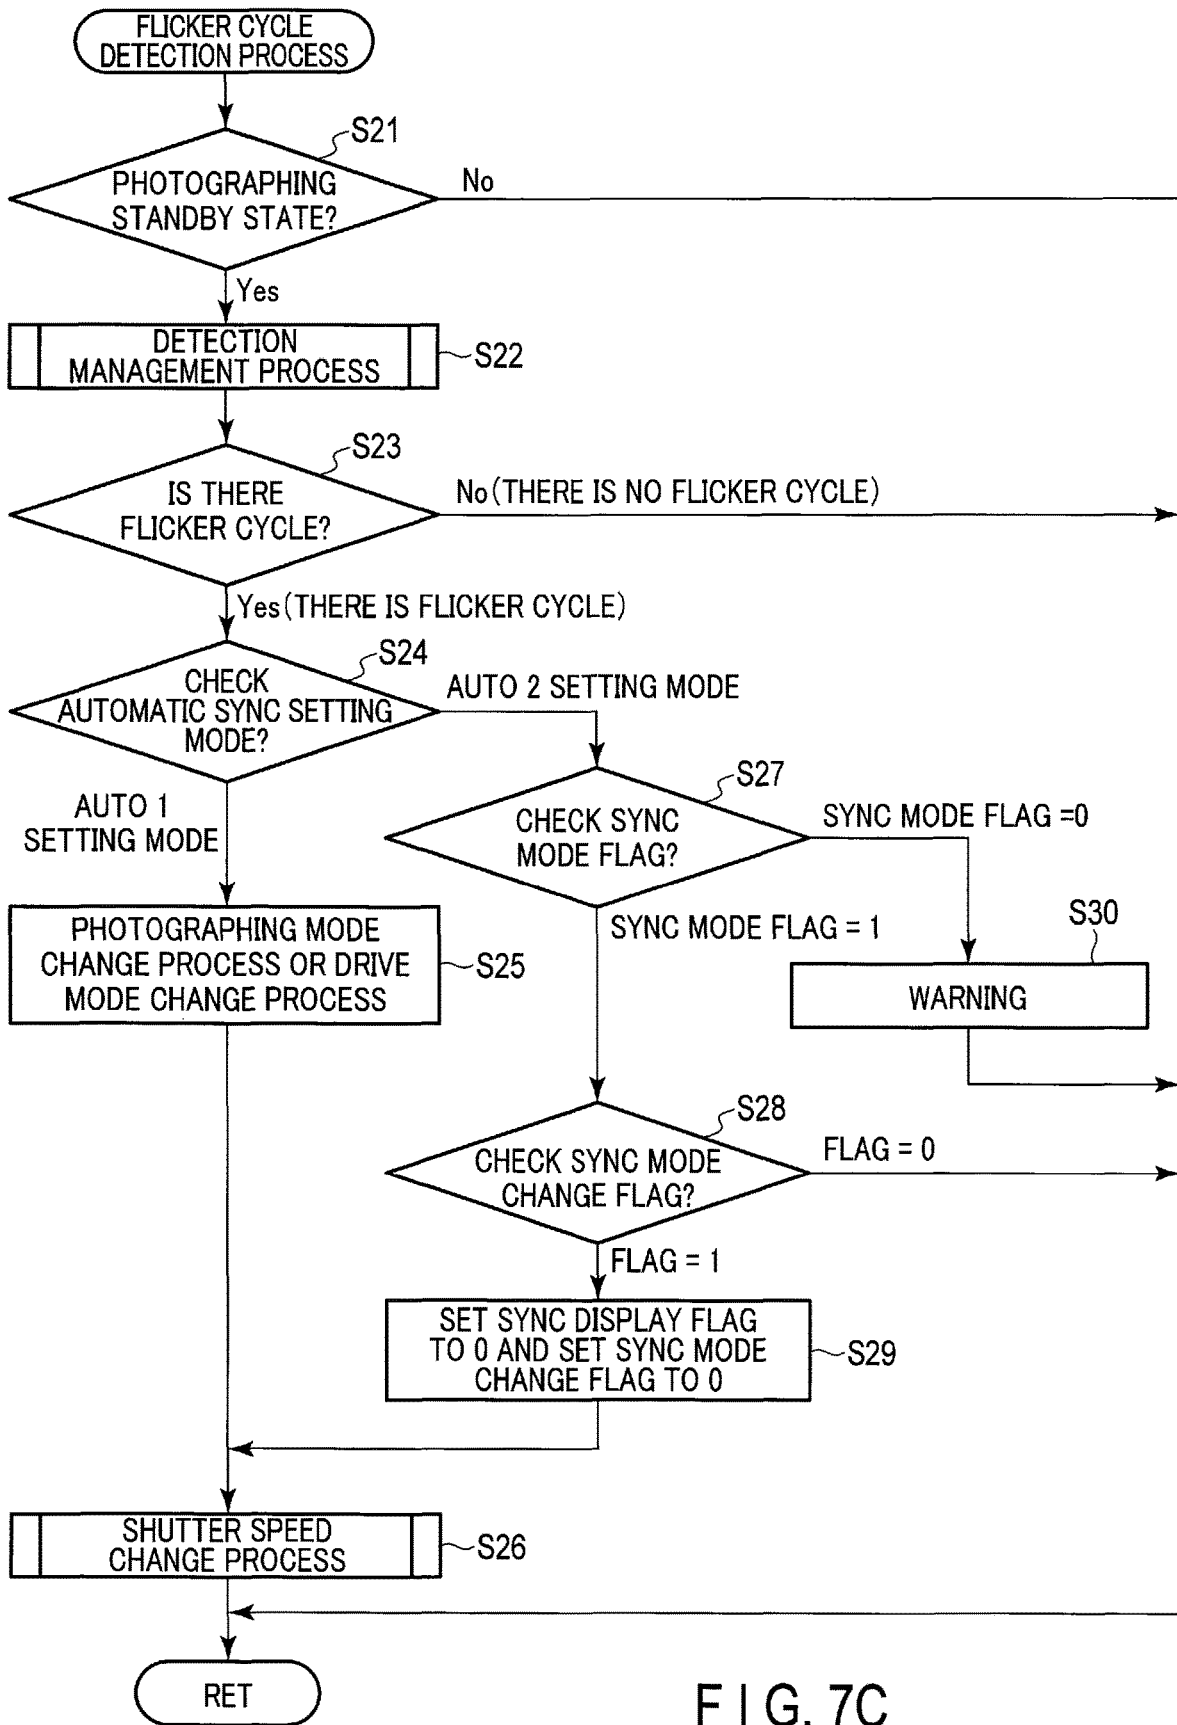 FLICKER CYCLE
DETECTION PROCESS
S21
PHOTOGRAPHING
STANDBY STATE?
No
Yes
DETECTION
MANAGEMENT PROCESS
S22
S23
IS THERE
FLICKER CYCLE?
No (THERE IS NO FLICKER CYCLE)
Yes (THERE IS FLICKER CYCLE)
S24
CHECK
AUTOMATIC SYNC SETTING
MODE?
AUTO 2 SETTING MODE
AUTO 1
SETTING MODE
S27
CHECK SYNC
MODE FLAG?
SYNC MODE FLAG =0
SYNC MODE FLAG = 1
PHOTOGRAPHING MODE
CHANGE PROCESS OR DRIVE
MODE CHANGE PROCESS
S25
S30
WARNING
S28
CHECK SYNC MODE
CHANGE FLAG?
FLAG = 0
FLAG = 1
SET SYNC DISPLAY FLAG
TO 0 AND SET SYNC MODE
CHANGE FLAG TO 0
S29
SHUTTER SPEED
CHANGE PROCESS
S26
RET
FIG. 7C